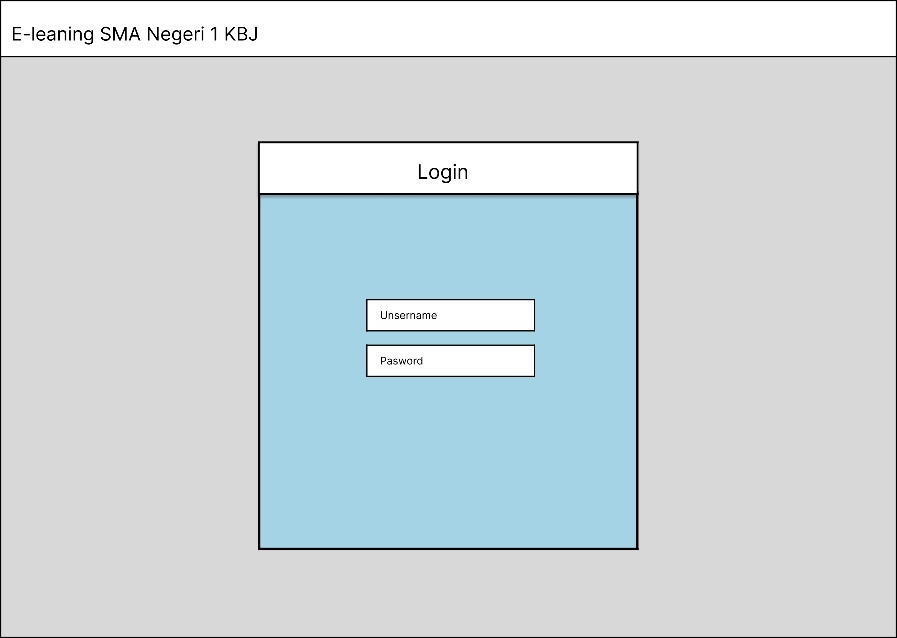 E-leaning SMA Negeri 1 KBJ
Login
Unsername
Pasword